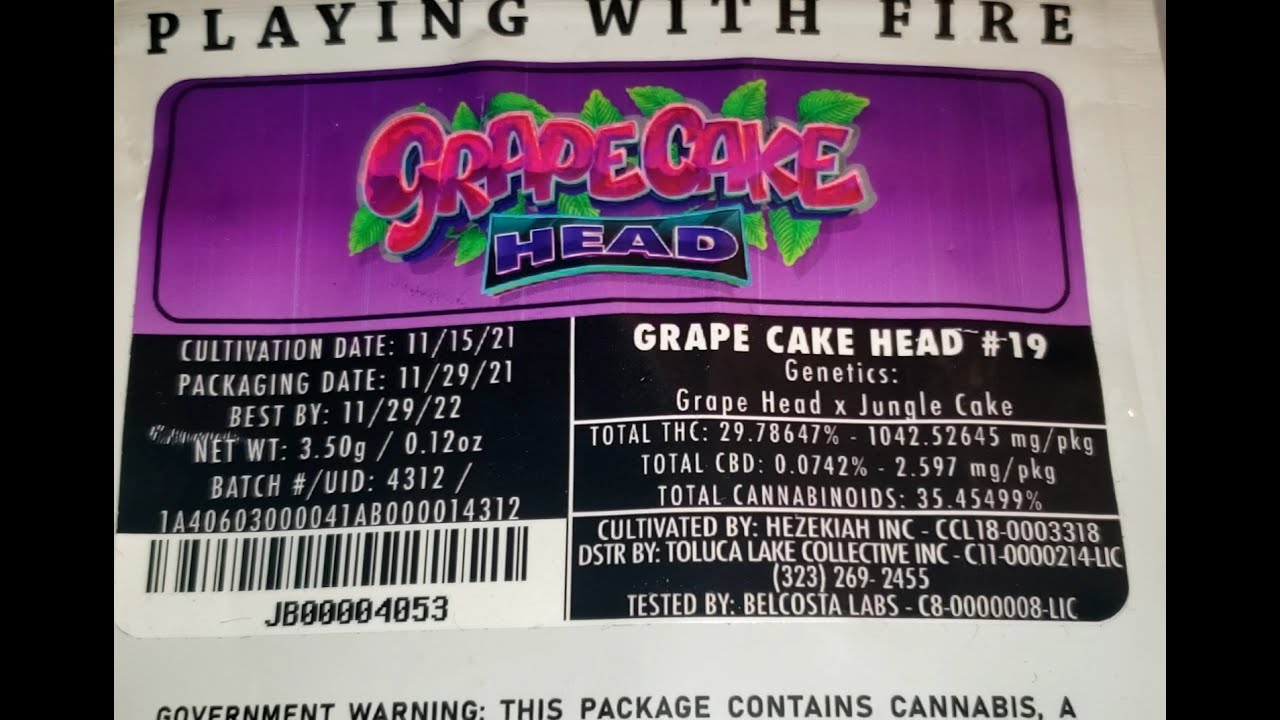 PLAYING WITH FIRE
GRAPE CAKE
HEAD
CULTIVATION DATE: 11/15/21
PACKAGING DATE: 11/29/21
BEST BY: 11/29/22
NET WT: 3.50g / 0.12oz
BATCH #/UID: 4312 /
1A40603000041AB000014312
JB00004053
GRAPE CAKE HEAD #19
Genetics:
Grape Head x Jungle Cake
TOTAL THC: 29.78647% - 1042.52645 mg/pkg
TOTAL CBD: 0.0742% - 2.597 mg/pkg
TOTAL CANNABINOIDS: 35.45499%
CULTIVATED BY: HEZEKIAH INC - CCL18-0003318
DSTR BY: TOLUCA LAKE COLLECTIVE INC - C11-0000214-LIC
(323) 269- 2455
TESTED BY: BELCOSTA LABS - C8-0000008-LIC
GOVERNMENT WARNING: THIS PACKAGE CONTAINS CANNABIS, A